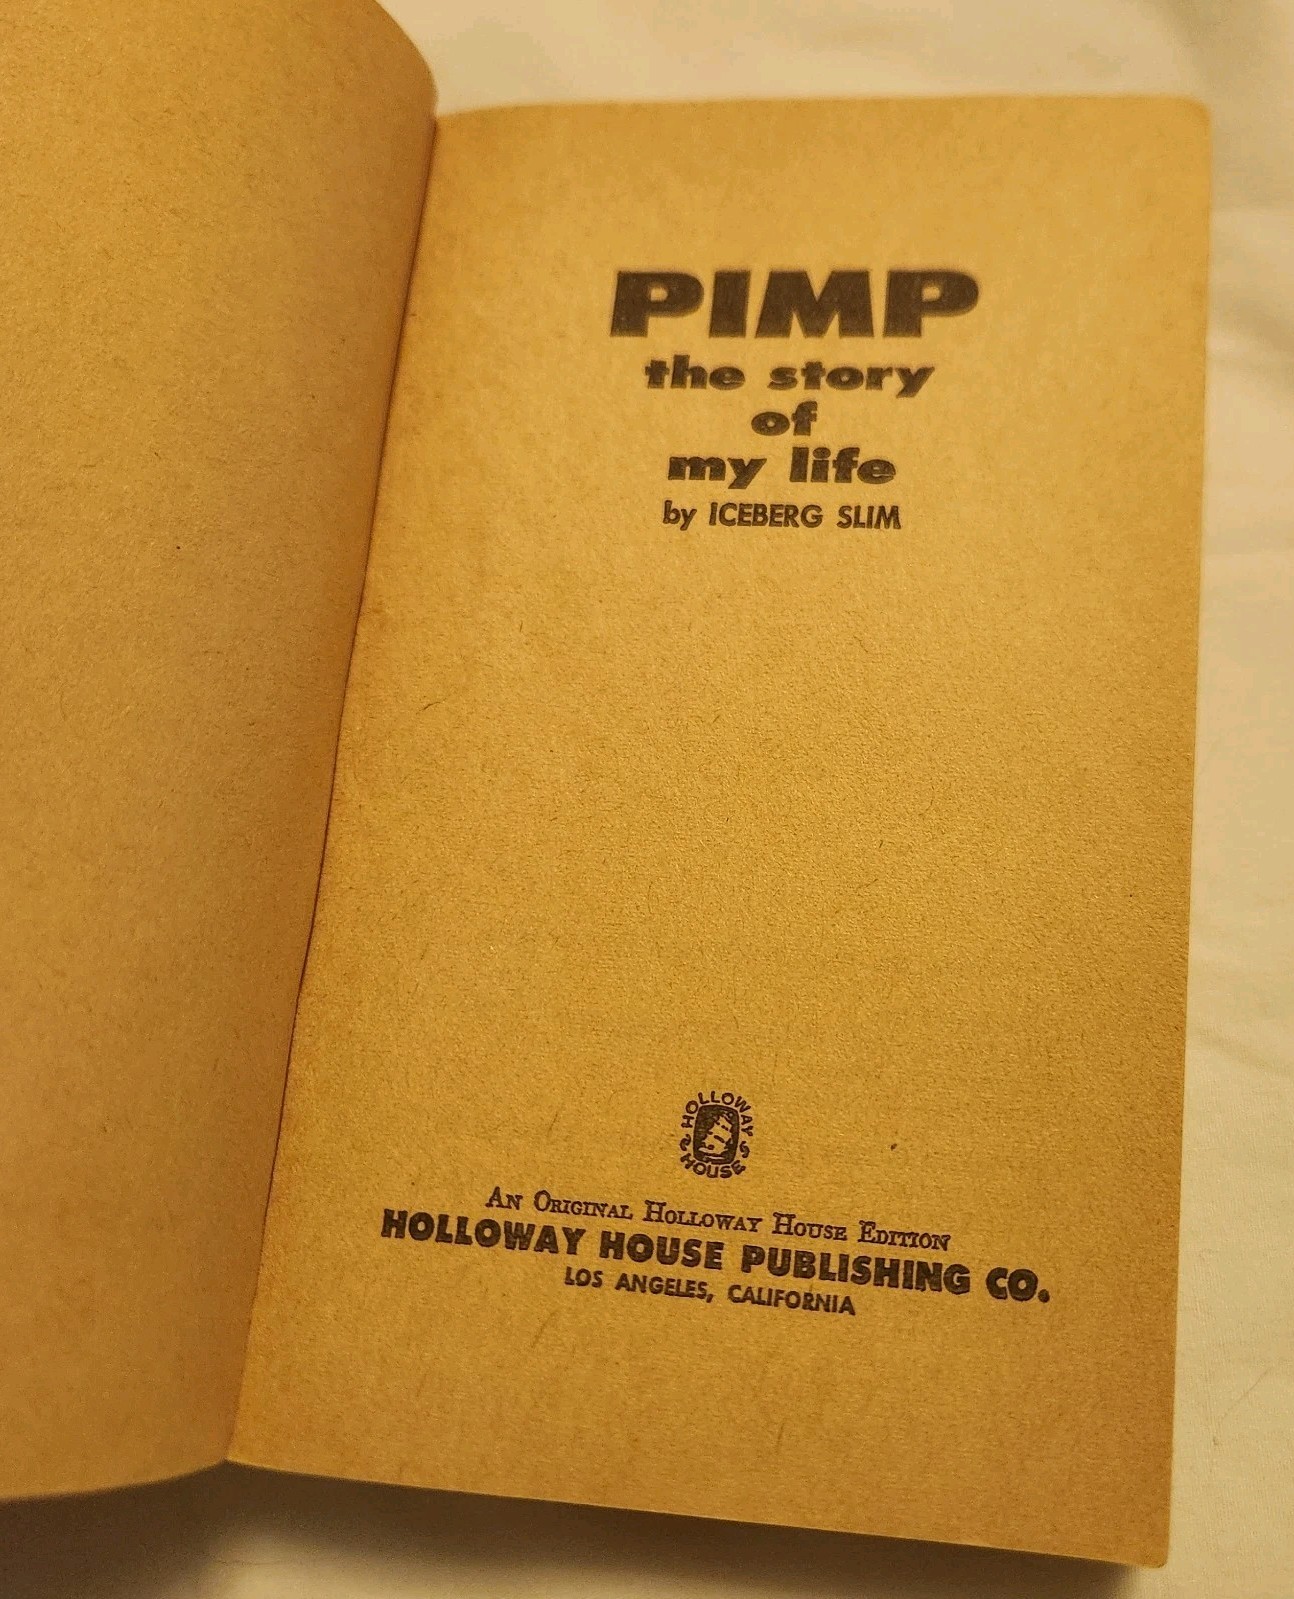 PIMP
the story
of
my life
by ICEBERG SLIM
HOLLOWAY
HOUSE
An Original Holloway House Edition
HOLLOWAY HOUSE PUBLISHING CO.
LOS ANGELES, CALIFORNIA